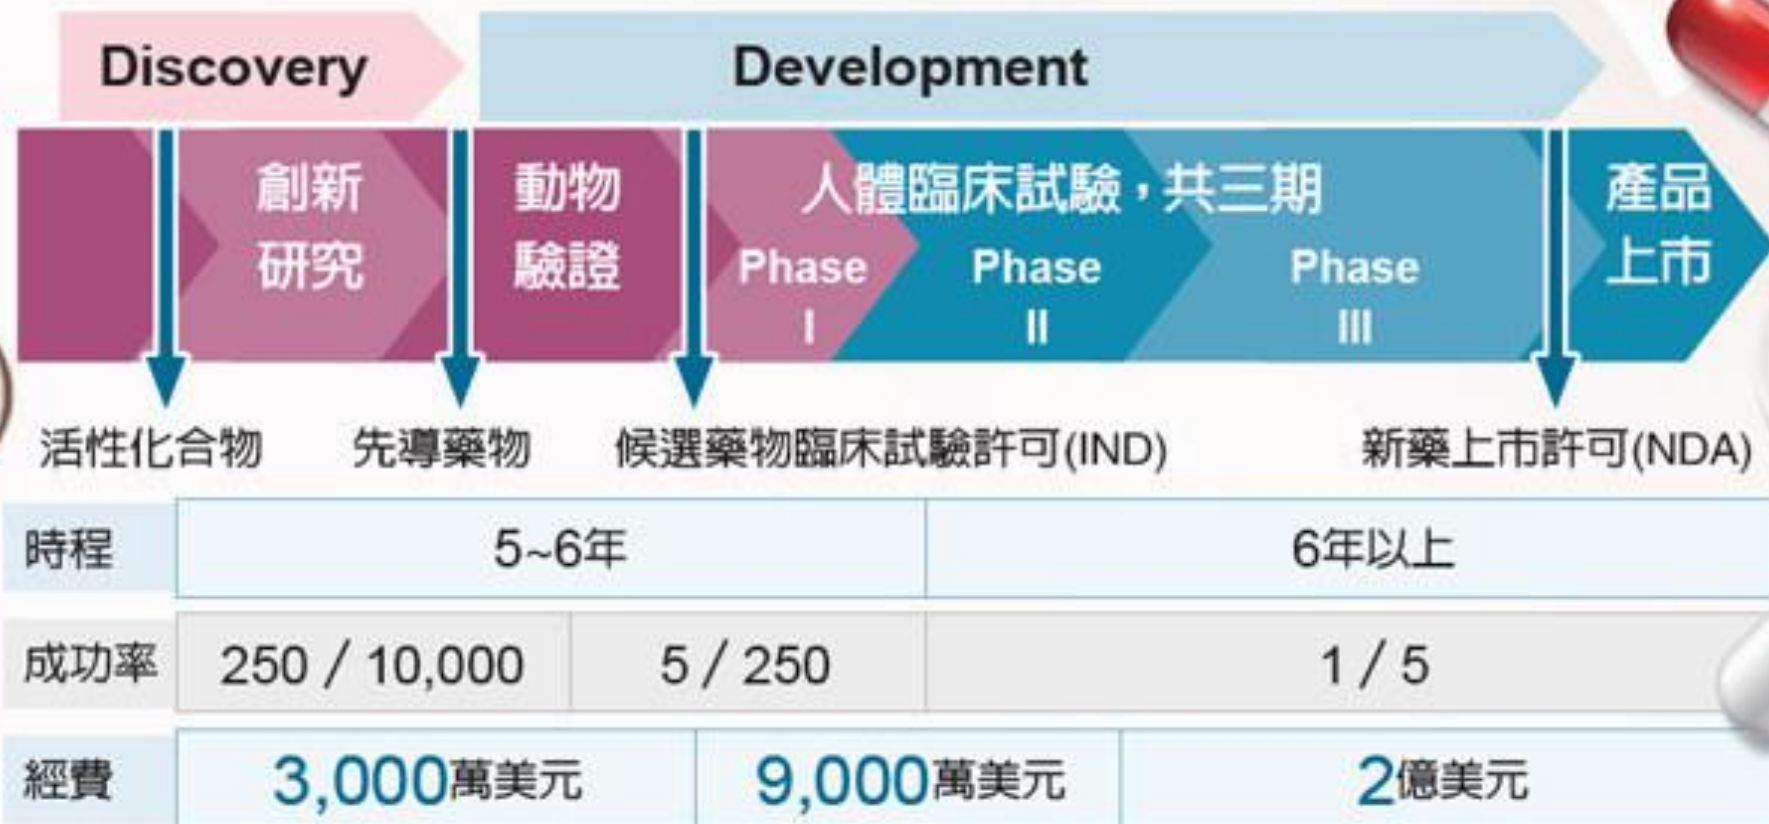 Discovery
Development
創新
研究
動物
驗證
人體臨床試驗，共三期
Phase
I
Phase
II
Phase
III
產品
上市
活性化合物
先導藥物
候選藥物臨床試驗許可(IND)
新藥上市許可(NDA)
時程
5~6年
6年以上
成功率
250 / 10,000
5 / 250
1 / 5
經費
3,000萬美元
9,000萬美元
2億美元